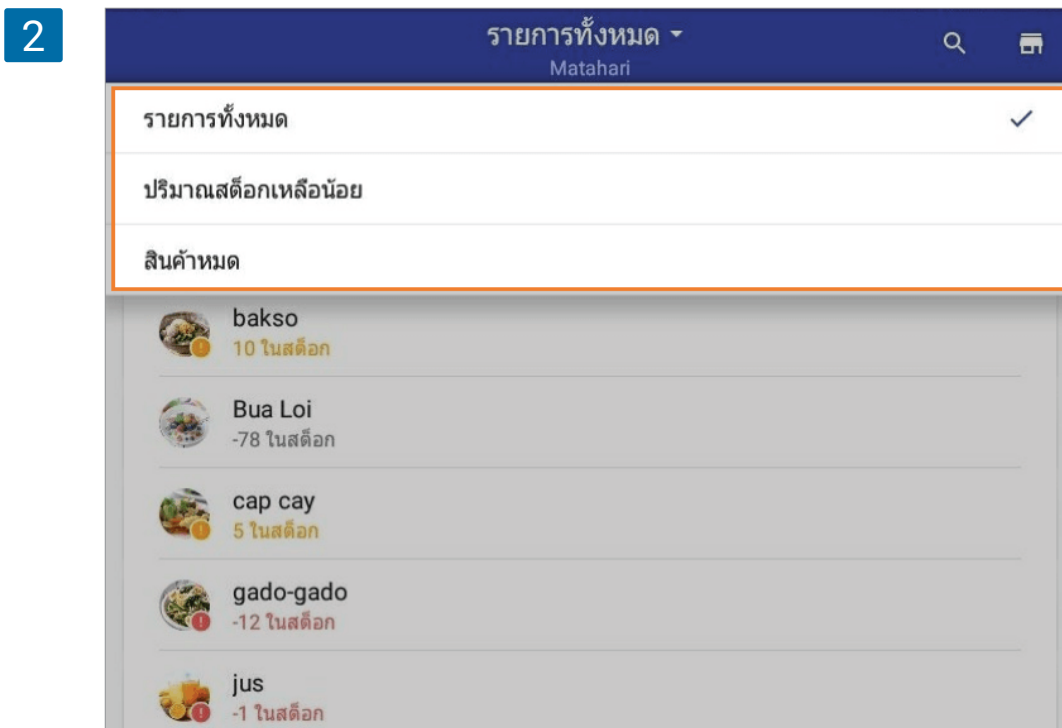 2
รายการทั้งหมด
Matahari
รายการทั้งหมด
ปริมาณสต็อกเหลือน้อย
สินค้าหมด
bakso
10 ในสต็อก
Bua Loi
-78 ในสต็อก
cap cay
5 ในสต็อก
gado-gado
-12 ในสต็อก
jus
-1 ในสต็อก